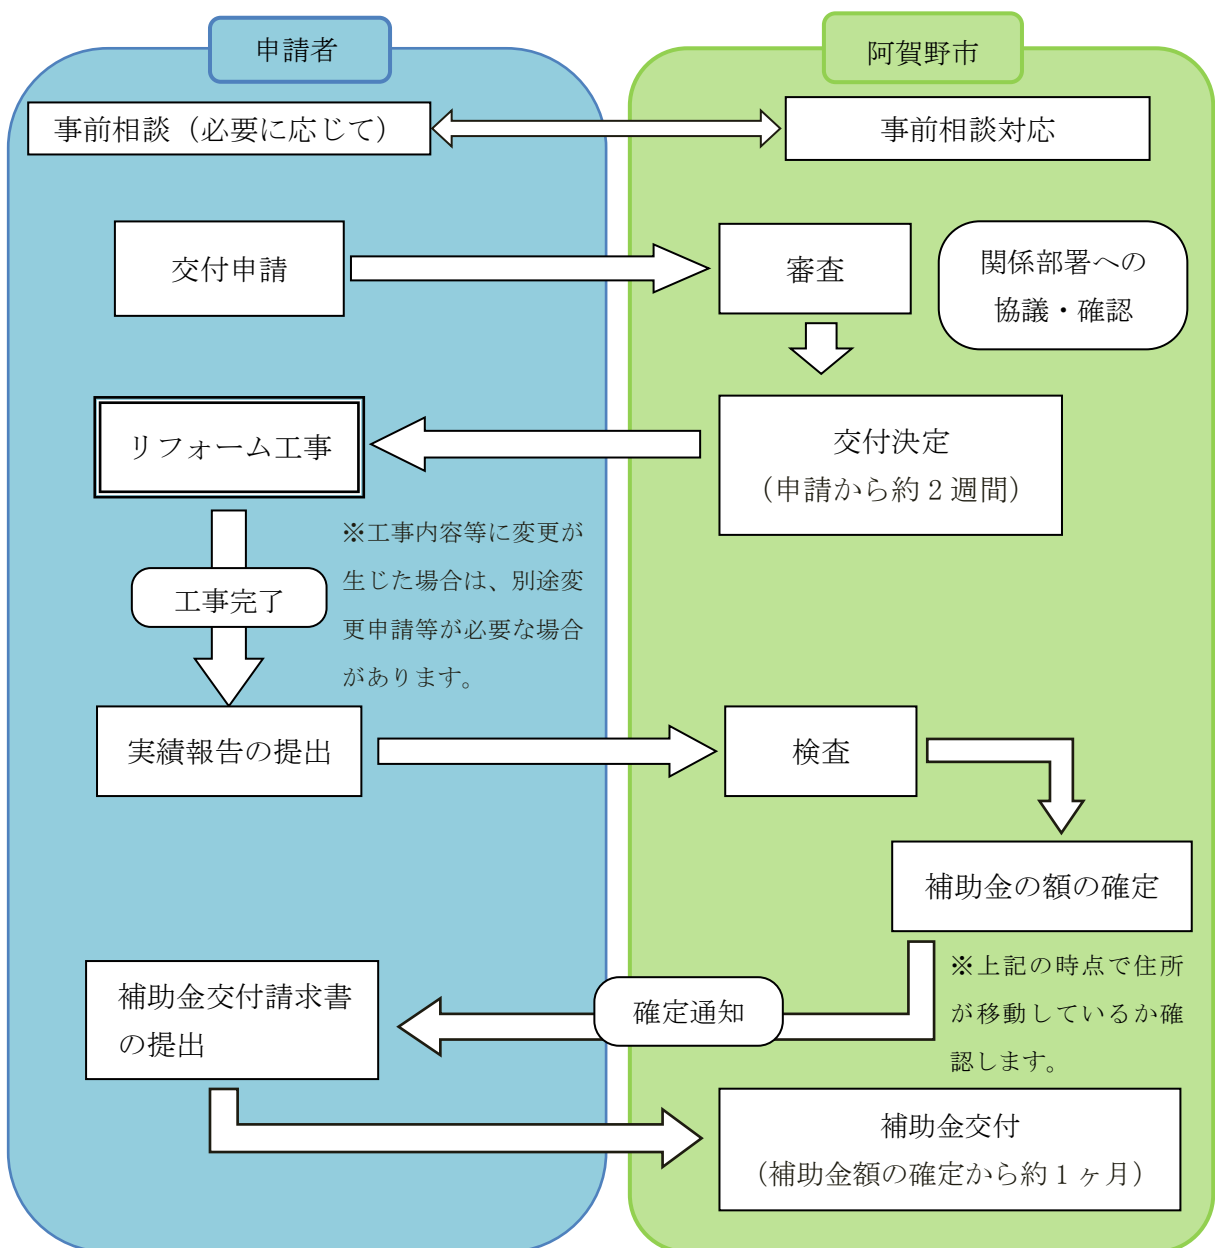 申請者
阿賀野市
事前相談（必要に応じて）
事前相談対応
交付申請
審査
関係部署への
協議・確認
リフォーム工事
交付決定
（申請から約２週間）
※工事内容等に変更が
生じた場合は、別途変
更申請等が必要な場合
があります。
工事完了
実績報告の提出
検査
補助金の額の確定
※上記の時点で住所
が移動しているか確
認します。
確定通知
補助金交付請求書
の提出
補助金交付
（補助金額の確定から約１ヶ月）